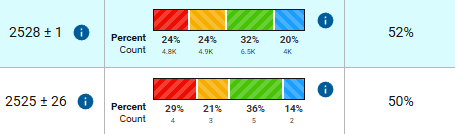 2528 ± 1 i
Percent 24% 24% 32% 20%
Count 4.8K 4.9K 6.5K 4K
i
52%
2525 ± 26 i
Percent 29% 21% 36% 14%
Count 4 3 5 2
i
50%